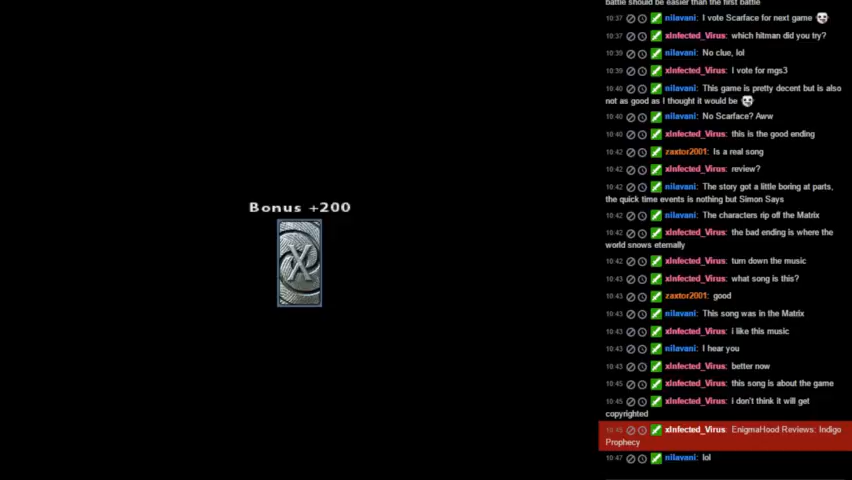 battle should be easier than the first battle
10:37 nilavani: I vote Scarface for next game
10:37 xInfected_Virus: which hitman did you try?
10:39 nilavani: No clue, lol
10:39 xInfected_Virus: I vote for mgs3
10:40 nilavani: This game is pretty decent but is also
not as good as I thought it would be
10:40 nilavani: No Scarface? Aww
10:40 xInfected_Virus: this is the good ending
10:42 zaxtor2001: Is a real song
10:42 xInfected_Virus: review?
10:42 nilavani: The story got a little boring at parts,
the quick time events is nothing but Simon Says
10:42 nilavani: The characters rip off the Matrix
10:42 xInfected_Virus: the bad ending is where the
world snows eternally
10:42 xInfected_Virus: turn down the music
10:43 xInfected_Virus: what song is this?
10:43 zaxtor2001: good
10:43 nilavani: This song was in the Matrix
10:43 xInfected_Virus: i like this music
10:43 nilavani: I hear you
10:43 xInfected_Virus: better now
10:45 xInfected_Virus: this song is about the game
10:45 xInfected_Virus: i don't think it will get
copyrighted
xInfected_Virus: EnigmaHood Reviews: Indigo
Prophecy
10:47 nilavani: lol
Bonus +200
X